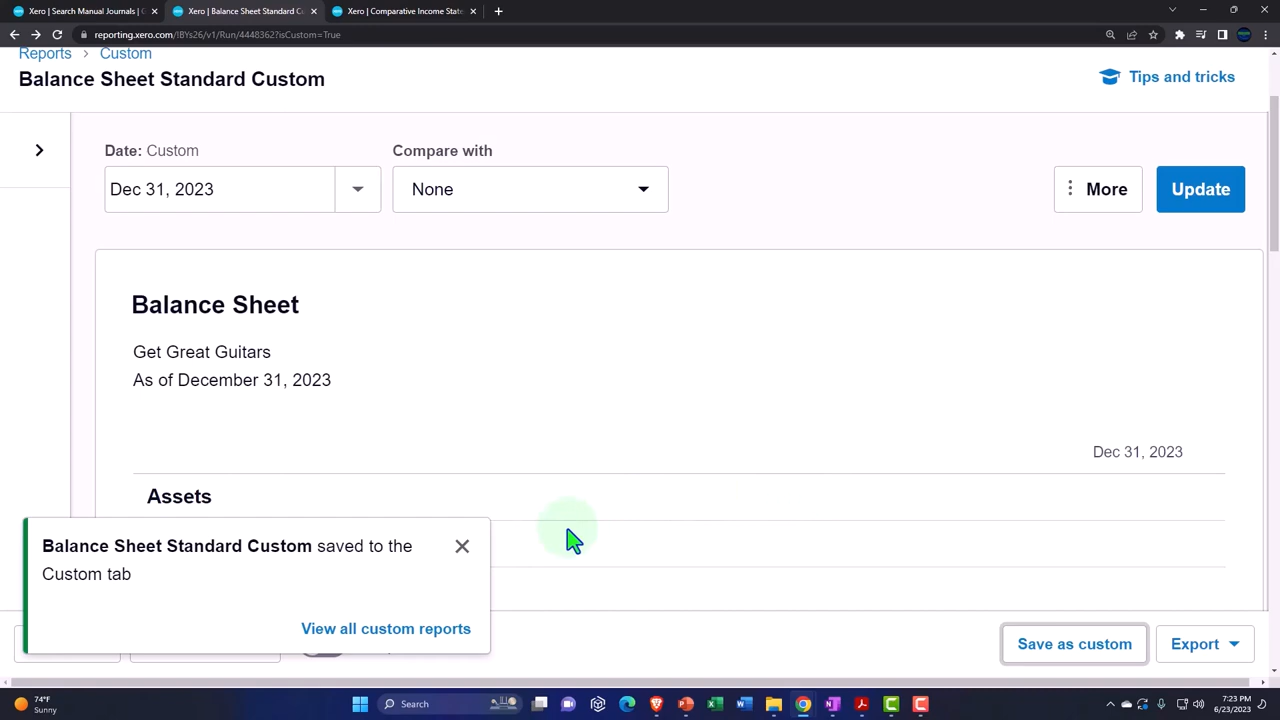 Xero | Search Manual Journals | G
Xero | Balance Sheet Standard Cu
Xero | Comparative Income State
reporting.xero.com/!BYs26/v1/Run/4448362?isCustom=True
Reports > Custom
Balance Sheet Standard Custom
Tips and tricks
Date: Custom
Compare with
Dec 31, 2023
None
More
Update
Balance Sheet
Get Great Guitars
As of December 31, 2023
Dec 31, 2023
Assets
Balance Sheet Standard Custom saved to the
Custom tab
View all custom reports
Save as custom
Export
74°F
Sunny
Search
7:23 PM
6/23/2023